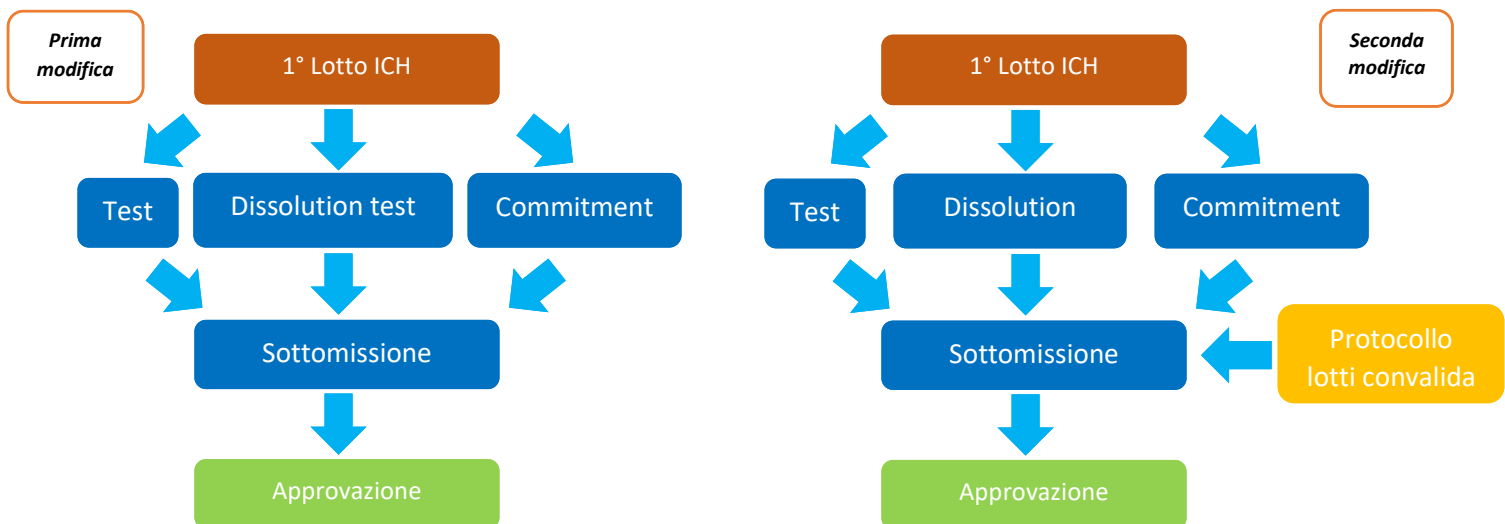 Prima
modifica
1° Lotto ICH
Test
Dissolution test
Commitment
Sottomissione
Approvazione
Seconda
modifica
1° Lotto ICH
Test
Dissolution
Commitment
Sottomissione
Protocollo
lotti convalida
Approvazione